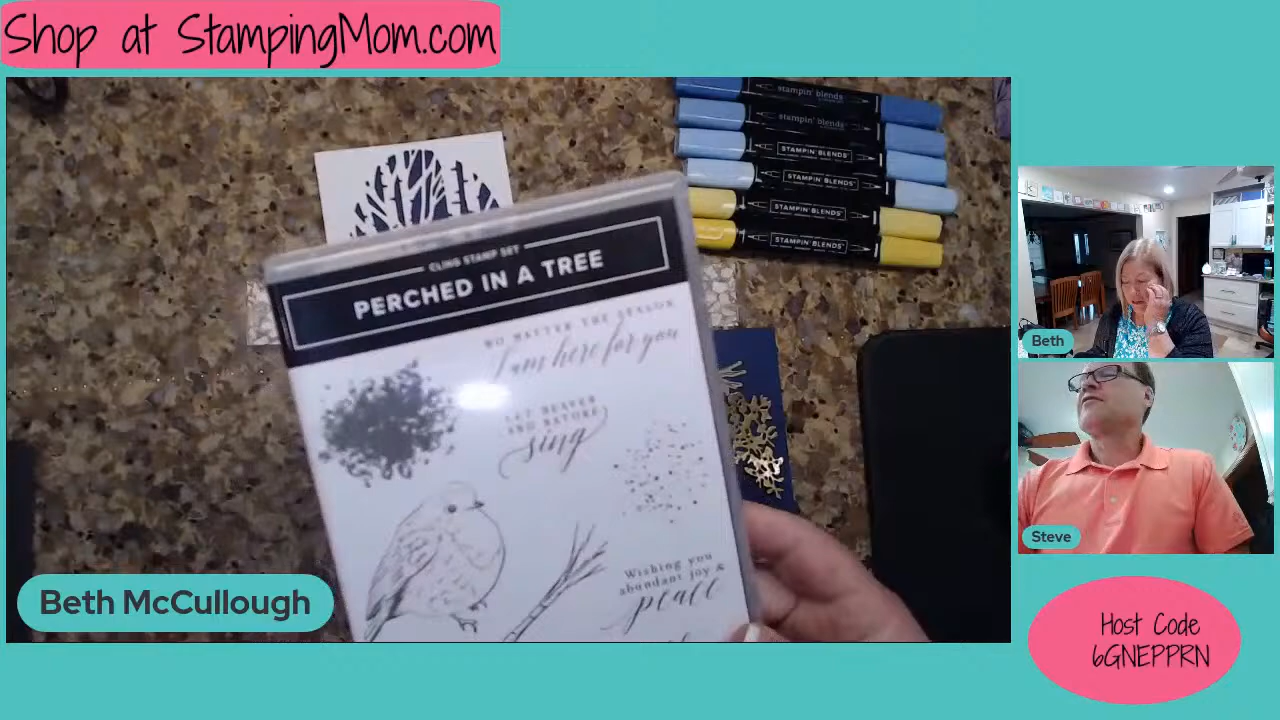 Shop at StampingMom.com
stampin' blends
stampin' blends
STAMPIN' BLENDS
STAMPIN' BLENDS
STAMPIN' BLENDS
STAMPIN' BLENDS
CLING STAMP SET
PERCHED IN A TREE
NO MATTER THE SEASON
I am here for you
LET HEAVEN
AND NATURE
sing
Wishing you
abundant joy &
peace
Beth McCullough
Beth
Steve
Host Code
6GNEPPRN